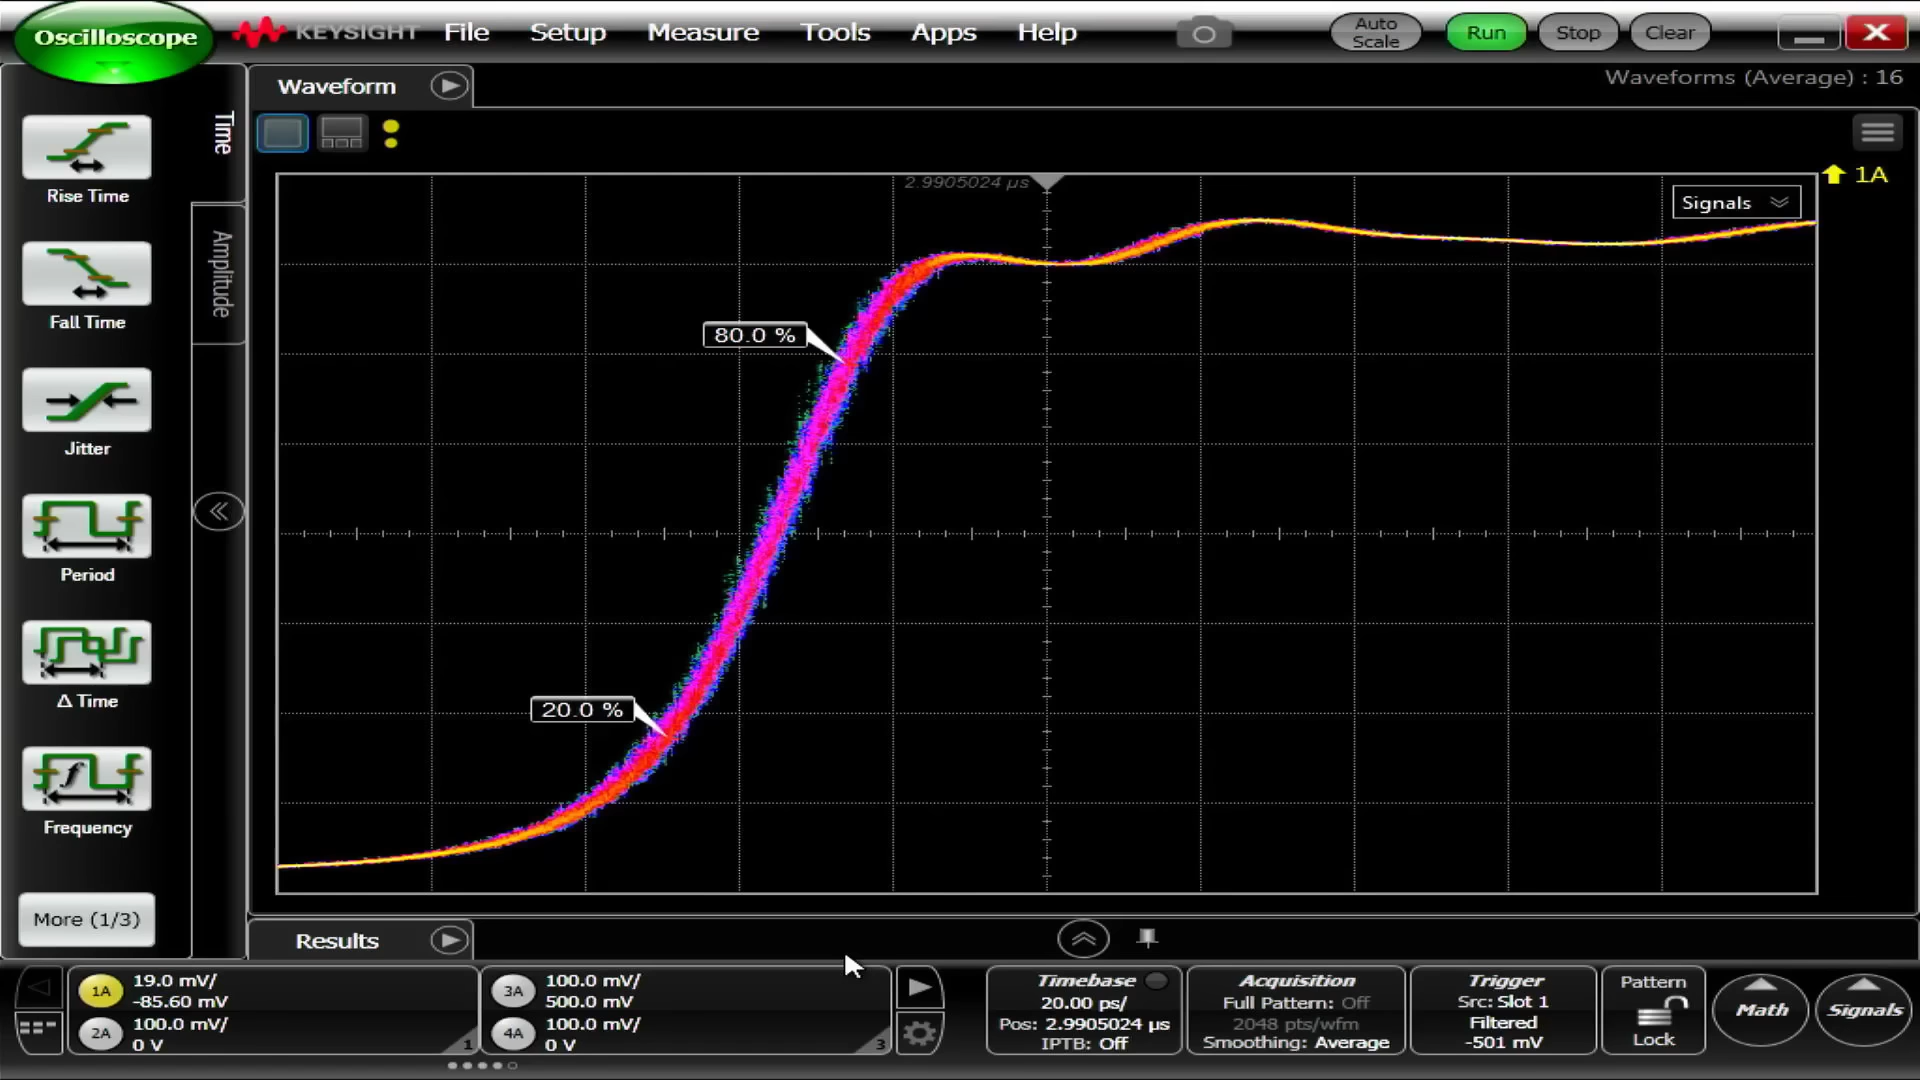 Oscilloscope
KEYSIGHT
File Setup Measure Tools Apps Help
Auto
Scale
Run
Stop
Clear
X
Waveforms (Average) : 16
Waveform
Time
Amplitude
Rise Time
Fall Time
Jitter
Period
Δ Time
f
Frequency
More (1/3)
2.9905024 µs
Signals
1A
80.0 %
20.0 %
Results
1A
19.0 mV/
-85.60 mV
2A
100.0 mV/
0 V
1
3A
100.0 mV/
500.0 mV
4A
100.0 mV/
0 V
3
Timebase
20.00 ps/
Pos: 2.9905024 µs
IPTB: Off
Acquisition
Full Pattern: Off
2048 pts/wfm
Smoothing: Average
Trigger
Src: Slot 1
Filtered
-501 mV
Pattern
Lock
Math
Signals